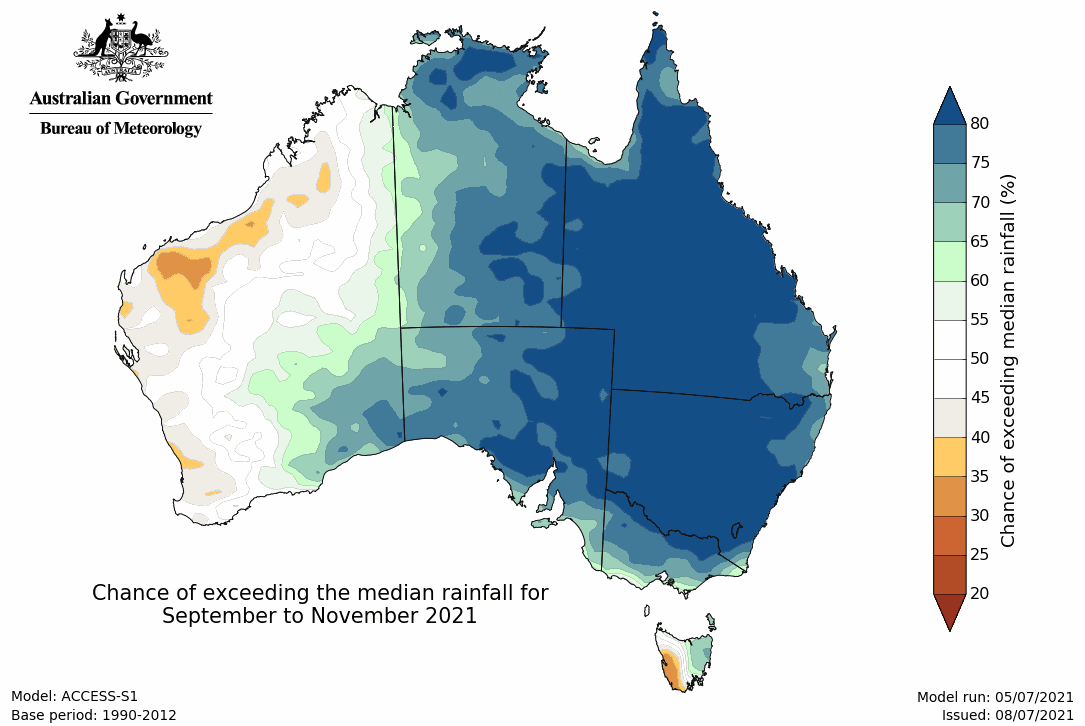 Australian Government
Bureau of Meteorology
80
75
70
65
60
55
50
45
40
35
30
25
20
Chance of exceeding median rainfall (%)
Chance of exceeding the median rainfall for
September to November 2021
Model: ACCESS-S1
Base period: 1990-2012
Model run: 05/07/2021
Issued: 08/07/2021